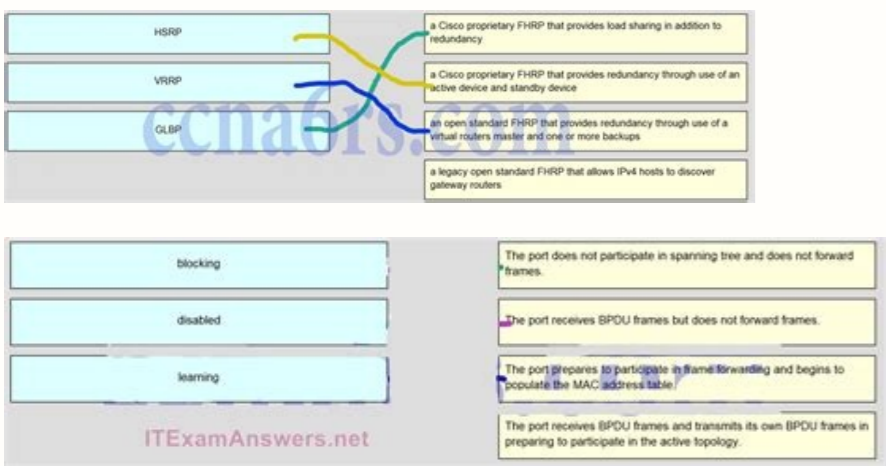 HSRP
a Cisco proprietary FHRP that provides load sharing in addition to
redundancy
VRRP
a Cisco proprietary FHRP that provides redundancy through use of an
active device and standby device
GLBP
an open standard FHRP that provides redundancy through use of a
virtual routers master and one or more backups
ccna6rs.com
a legacy open standard FHRP that allows IPv4 hosts to discover
gateway routers
blocking
The port does not participate in spanning tree and does not forward
frames.
disabled
The port receives BPDU frames but does not forward frames.
learning
The port prepares to participate in frame forwarding and begins to
populate the MAC address table.
ITExamAnswers.net
The port receives BPDU frames and transmits its own BPDU frames in
preparing to participate in the active topology.